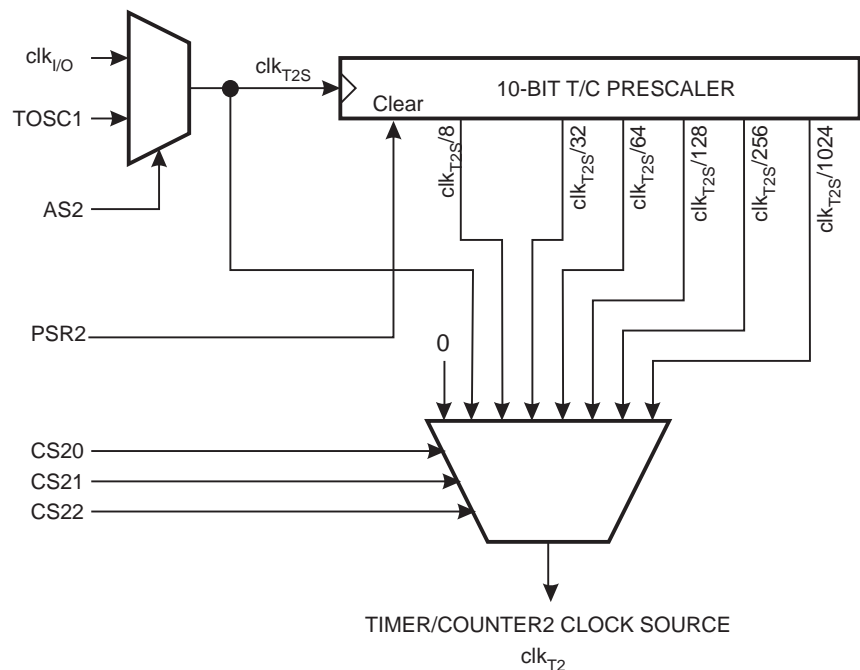 clkI/O
clkT2S
10-BIT T/C PRESCALER
TOSC1
Clear
clkT2S/8
clkT2S/32
clkT2S/64
clkT2S/128
clkT2S/256
clkT2S/1024
AS2
PSR2
0
CS20
CS21
CS22
TIMER/COUNTER2 CLOCK SOURCE
clkT2